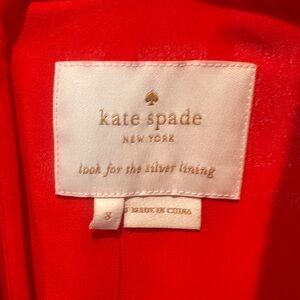 kate spade
NEW YORK
look for the silver lining
8
MADE IN CHINA